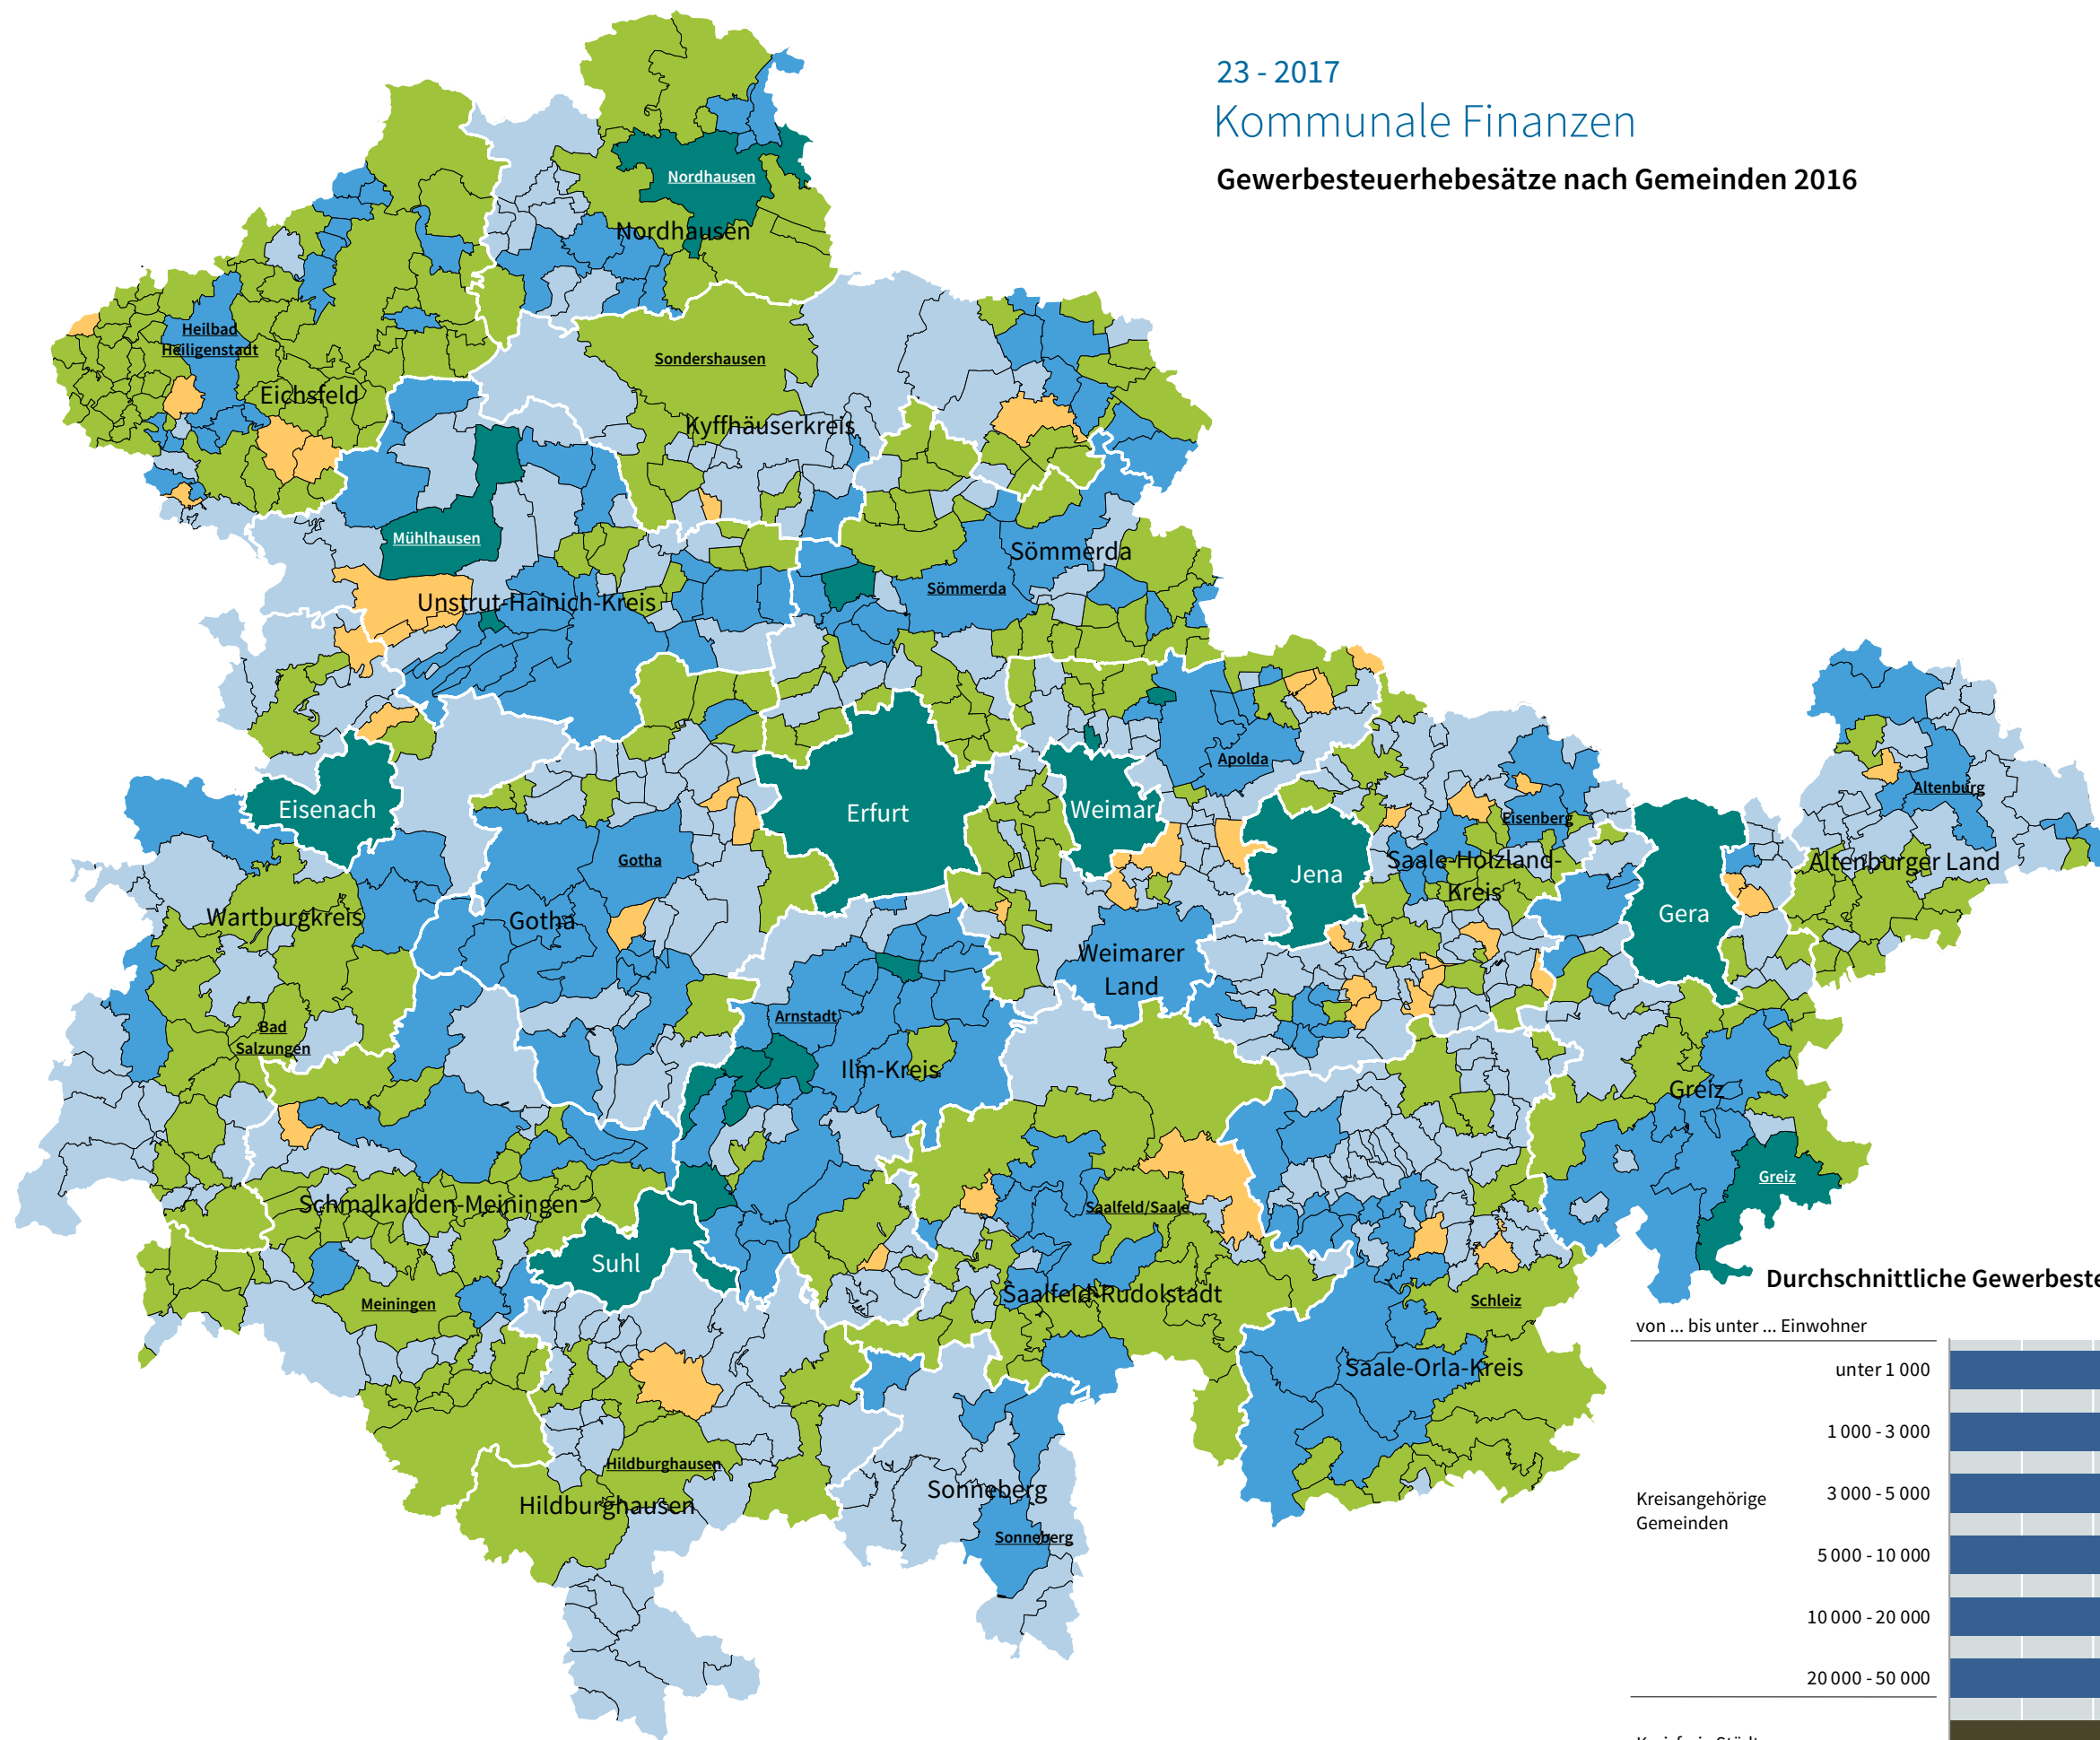 23 - 2017
Kommunale Finanzen
Gewerbesteuerhebesätze nach Gemeinden 2016
Nordhausen
Nordhausen
Heilbad
Heiligenstadt
Eichsfeld
Sondershausen
Kyffhäuserkreis
Mühlhausen
Unstrut-Hainich-Kreis
Sömmerda
Sömmerda
Eisenach
Erfurt
Weimar
Apolda
Gotha
Gotha
Jena
Eisenberg
Saale-Holzland-
Kreis
Altenburg
Altenburger Land
Gera
Wartburgkreis
Weimarer
Land
Bad
Salzungen
Arnstadt
Ilm-Kreis
Greiz
Greiz
Schmalkalden-Meiningen
Suhl
Meiningen
Saalfeld/Saale
Saalfeld-Rudolstadt
Schleiz
Saale-Orla-Kreis
Hildburghausen
Hildburghausen
Sonneberg
Sonneberg
Durchschnittliche Gewerbeste
von ... bis unter ... Einwohner
unter 1 000
1 000 - 3 000
Kreisangehörige
Gemeinden
3 000 - 5 000
5 000 - 10 000
10 000 - 20 000
20 000 - 50 000